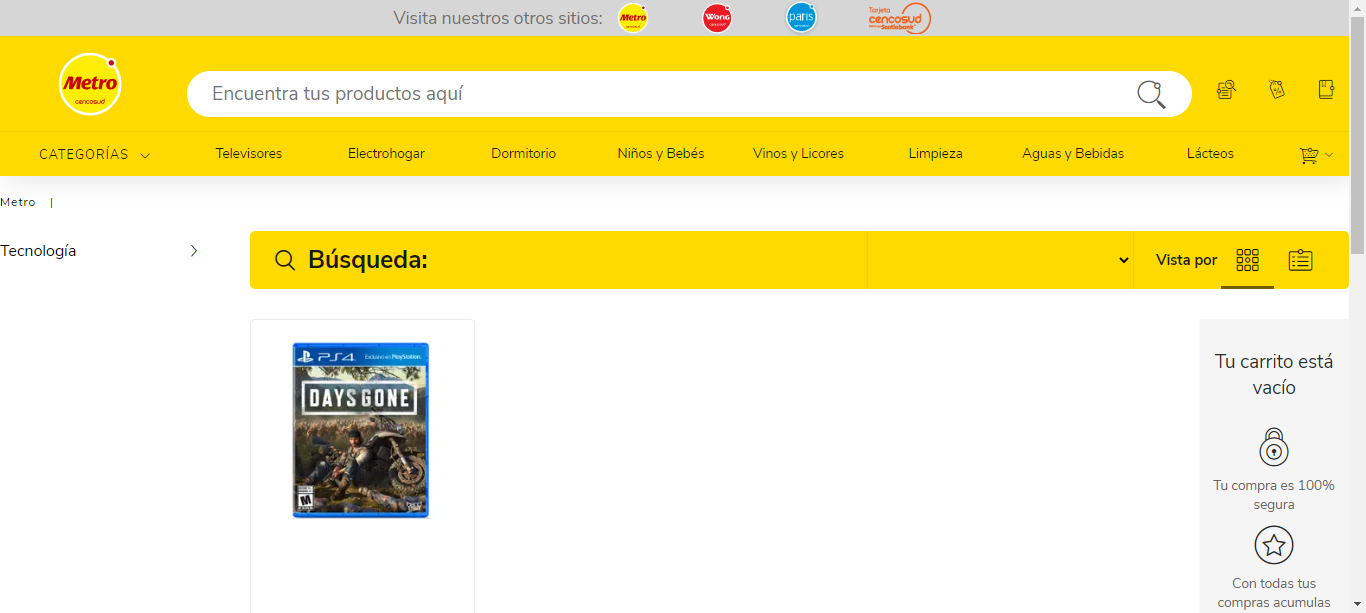 Visita nuestros otros sitios:
Metro
cencosud
Wong
cencosud
paris
Tarjeta
cencosud
Scotiabank
Metro
cencosud
Encuentra tus productos aquí
CATEGORÍAS
Televisores
Electrohogar
Dormitorio
Niños y Bebés
Vinos y Licores
Limpieza
Aguas y Bebidas
Lácteos
Metro |
Tecnología
Búsqueda:
Vista por
PS4
Exclusivo en PlayStation
DAYS GONE
M
Tu carrito está
vacío
Tu compra es 100%
segura
Con todas tus
compras acumulas